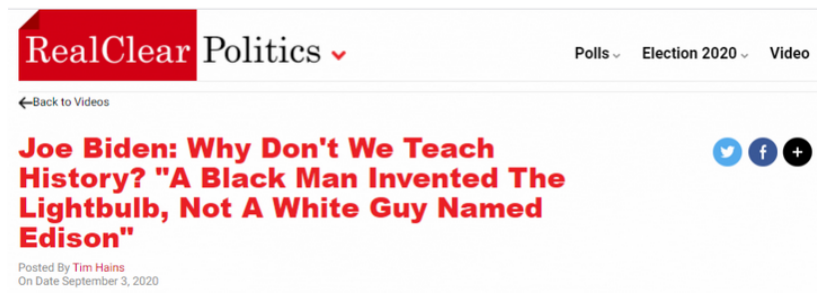 RealClear Politics
Polls Election 2020 Video
Back to Videos
Joe Biden: Why Don't We Teach
History? "A Black Man Invented The
Lightbulb, Not A White Guy Named
Edison"
Posted By Tim Hains
On Date September 3, 2020